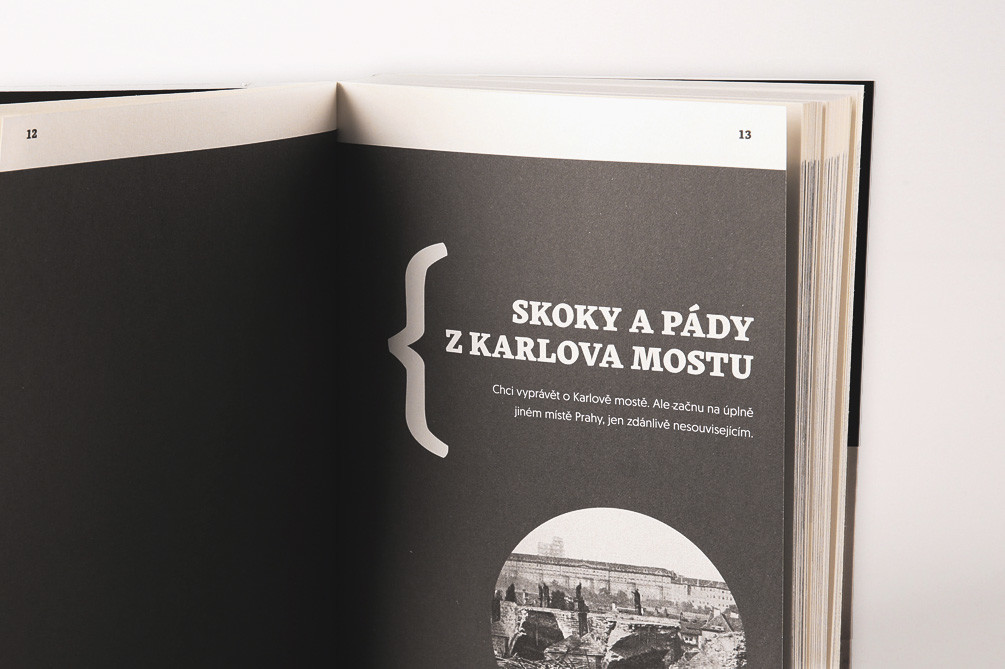 12
13
SKOKY A PÁDY
Z KARLOVA MOSTU
Chci vyprávět o Karlově mostě. Ale začnu na úplně
jiném místě Prahy, jen zdánlivě nesouvisejícím.